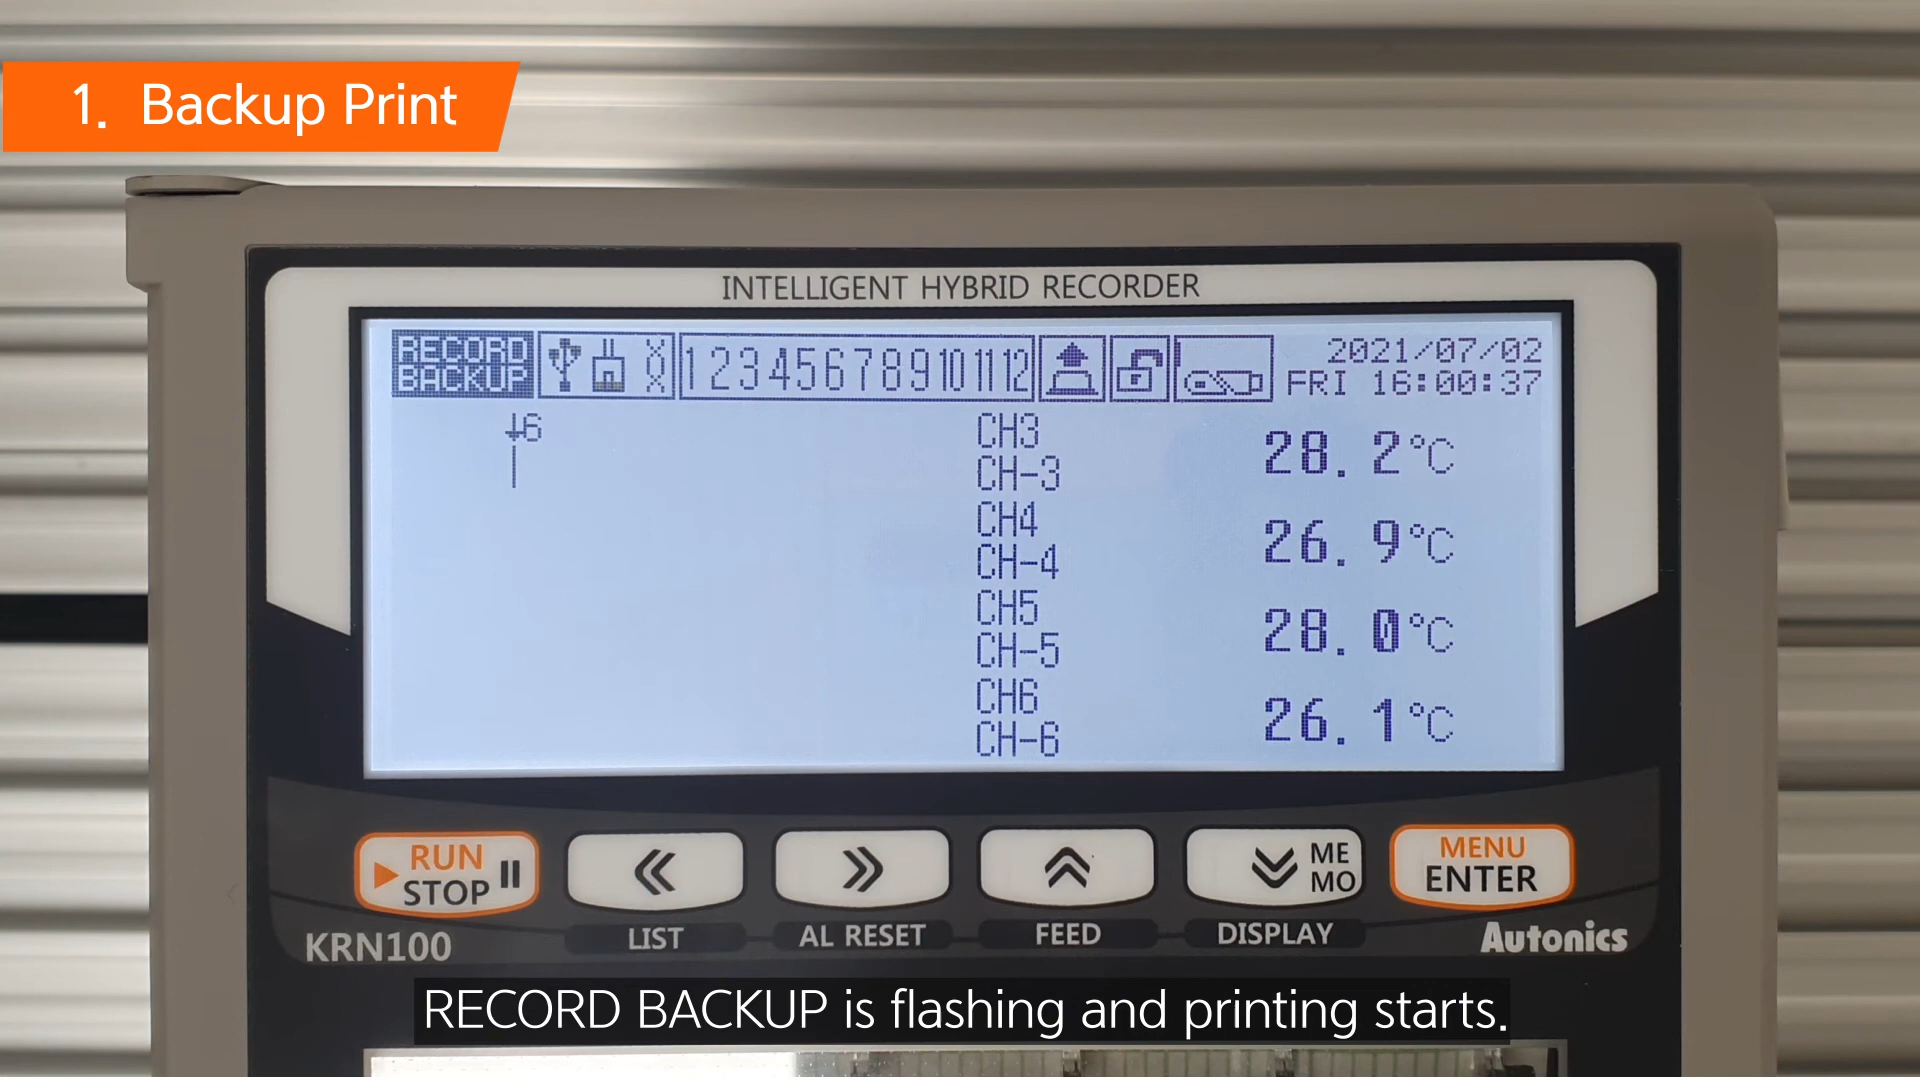 1. Backup Print
INTELLIGENT HYBRID RECORDER
RECORD
BACKUP
1 2 3 4 5 6 7 8 9 10 11 12
2021/07/02
FRI 16:00:37
6
CH3
CH-3
28.2°C
CH4
CH-4
26.9°C
CH5
CH-5
28.0°C
CH6
CH-6
26.1°C
RUN
STOP
ME
MO
MENU
ENTER
LIST
AL RESET
FEED
DISPLAY
KRN100
Autonics
RECORD BACKUP is flashing and printing starts.